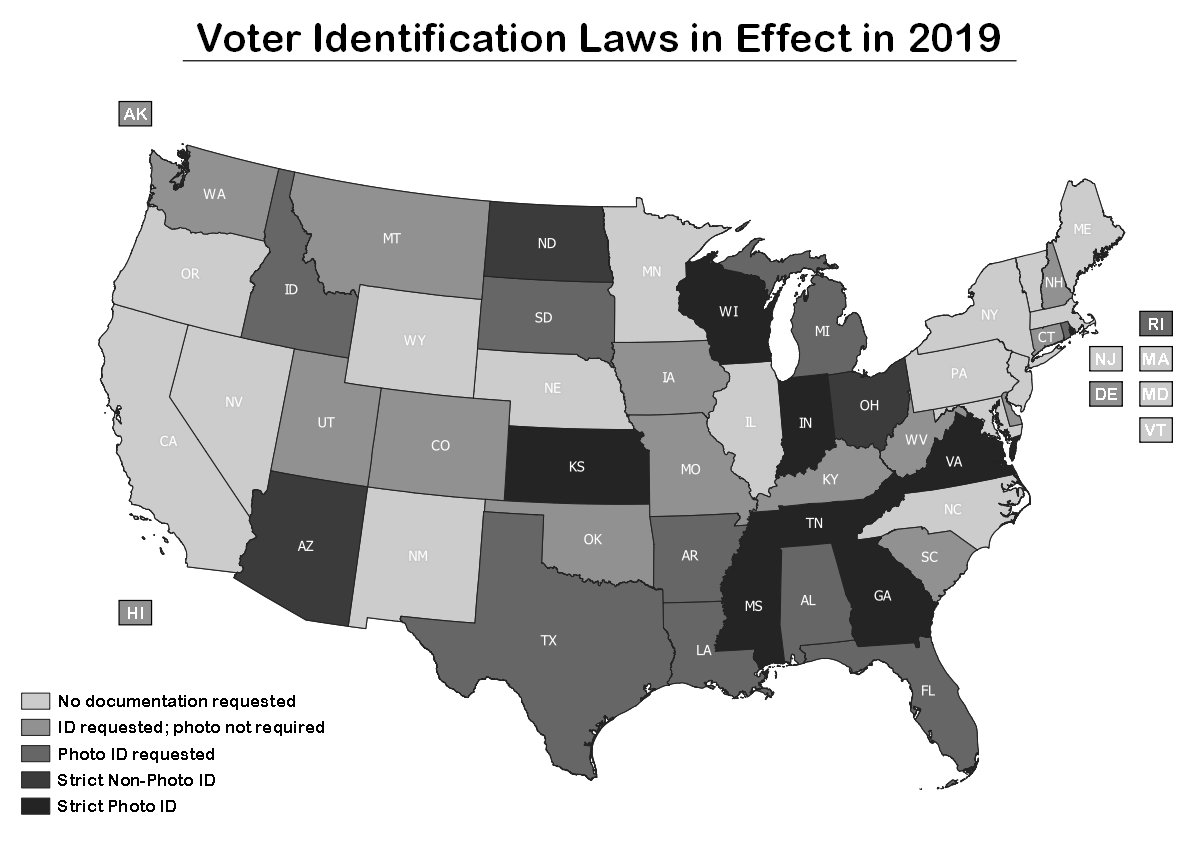 Voter Identification Laws in Effect in 2019
AK
WA
MT
ND
MN
ME
OR
ID
SD
WI
MI
NY
NH
RI
WY
CT
NJ
MA
IA
NE
PA
DE
MD
NV
UT
CO
IL
IN
OH
VT
CA
KS
MO
WV
VA
KY
NC
TN
AZ
NM
OK
AR
SC
HI
MS
AL
GA
TX
LA
FL
No documentation requested
ID requested; photo not required
Photo ID requested
Strict Non-Photo ID
Strict Photo ID